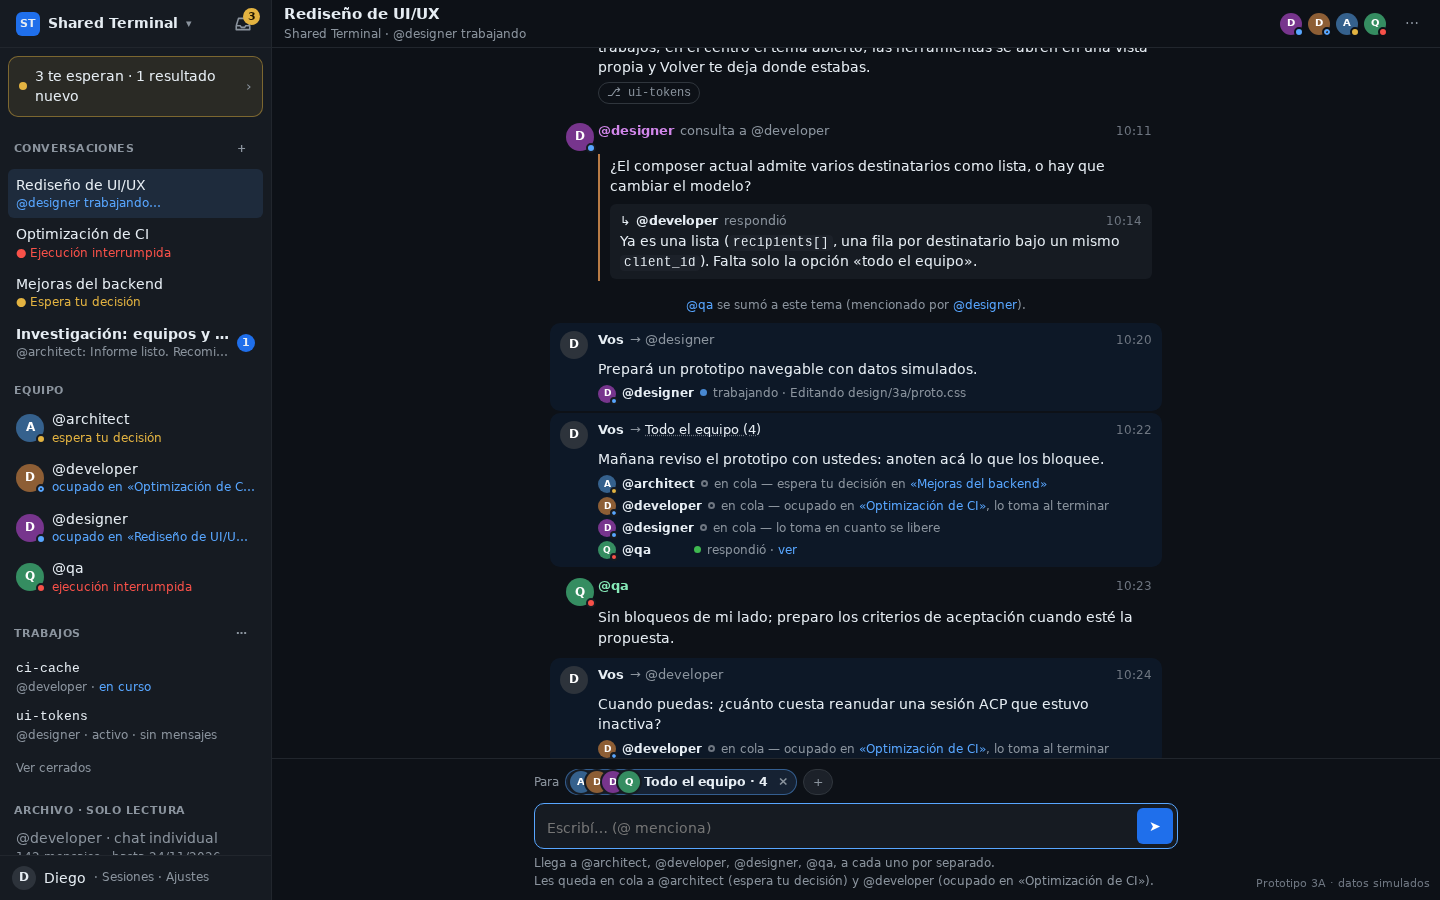 ST Shared Terminal ▾ 3
3 te esperan · 1 resultado
nuevo ›
CONVERSACIONES +
Rediseño de UI/UX
@designer trabajando…
Optimización de CI
Ejecución interrumpida
Mejoras del backend
Espera tu decisión
Investigación: equipos y …
@architect: Informe listo. Recomi… 1
EQUIPO
A @architect
espera tu decisión
D @developer
ocupado en «Optimización de C…
D @designer
ocupado en «Rediseño de UI/U…
Q @qa
ejecución interrumpida
TRABAJOS ···
ci-cache
@developer · en curso
ui-tokens
@designer · activo · sin mensajes
Ver cerrados
ARCHIVO · SOLO LECTURA
@developer · chat individual
D Diego · Sesiones · Ajustes
Rediseño de UI/UX
Shared Terminal · @designer trabajando
D D A Q ···
trabajos, en el centro el tema abierto; las herramientas se abren en una vista
propia y Volver te deja donde estabas.
⎇ ui-tokens
D @designer consulta a @developer 10:11
¿El composer actual admite varios destinatarios como lista, o hay que
cambiar el modelo?
↳ @developer respondió 10:14
Ya es una lista (recipients[], una fila por destinatario bajo un mismo
client_id). Falta solo la opción «todo el equipo».
@qa se sumó a este tema (mencionado por @designer).
D Vos → @designer 10:20
Prepará un prototipo navegable con datos simulados.
D @designer trabajando · Editando design/3a/proto.css
D Vos → Todo el equipo (4) 10:22
Mañana reviso el prototipo con ustedes: anoten acá lo que los bloquee.
A @architect en cola — espera tu decisión en «Mejoras del backend»
D @developer en cola — ocupado en «Optimización de CI», lo toma al terminar
D @designer en cola — lo toma en cuanto se libere
Q @qa respondió · ver
Q @qa 10:23
Sin bloqueos de mi lado; preparo los criterios de aceptación cuando esté la
propuesta.
D Vos → @developer 10:24
Cuando puedas: ¿cuánto cuesta reanudar una sesión ACP que estuvo
inactiva?
D @developer en cola — ocupado en «Optimización de CI», lo toma al terminar
Para A D D Q Todo el equipo · 4 × +
Escribí… (@ menciona) ➤
Llega a @architect, @developer, @designer, @qa, a cada uno por separado.
Les queda en cola a @architect (espera tu decisión) y @developer (ocupado en «Optimización de CI»).
Prototipo 3A · datos simulados